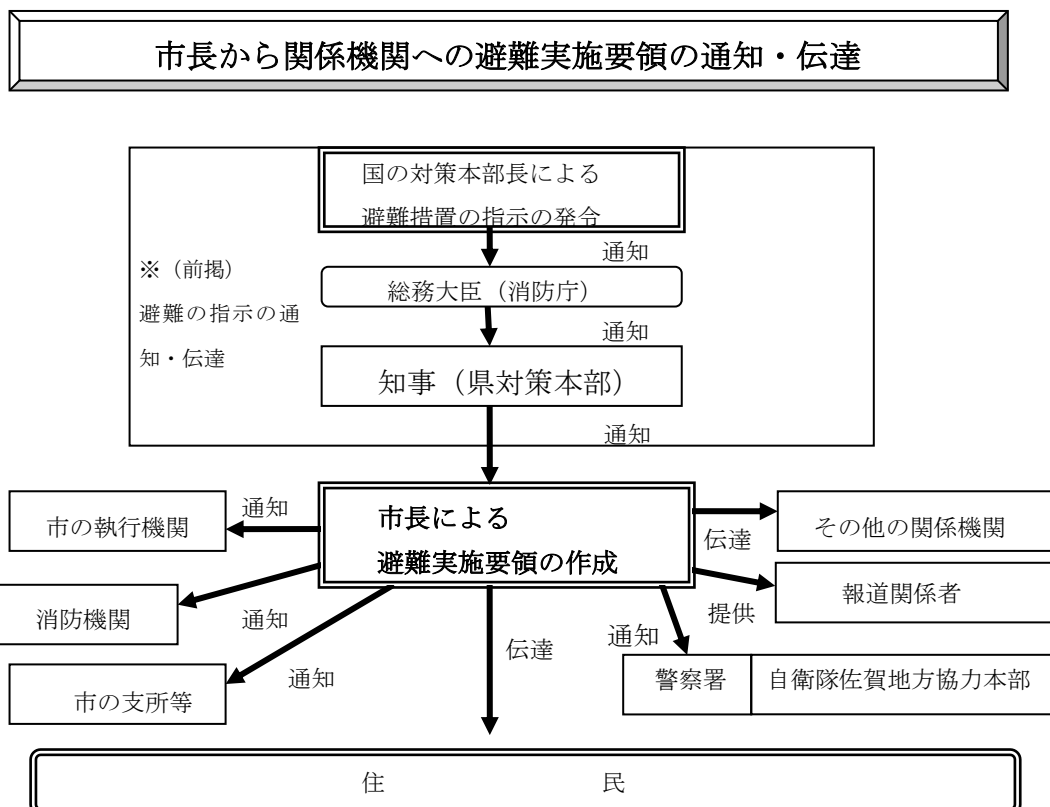 市長から関係機関への避難実施要領の通知・伝達
国の対策本部長による
避難措置の指示の発令
通知
※（前掲）
避難の指示の通
知・伝達
総務大臣（消防庁）
通知
知事（県対策本部）
通知
市長による
避難実施要領の作成
市の執行機関
通知
消防機関
通知
市の支所等
通知
伝達
通知
伝達
その他の関係機関
提供
報道関係者
警察署
自衛隊佐賀地方協力本部
住 民